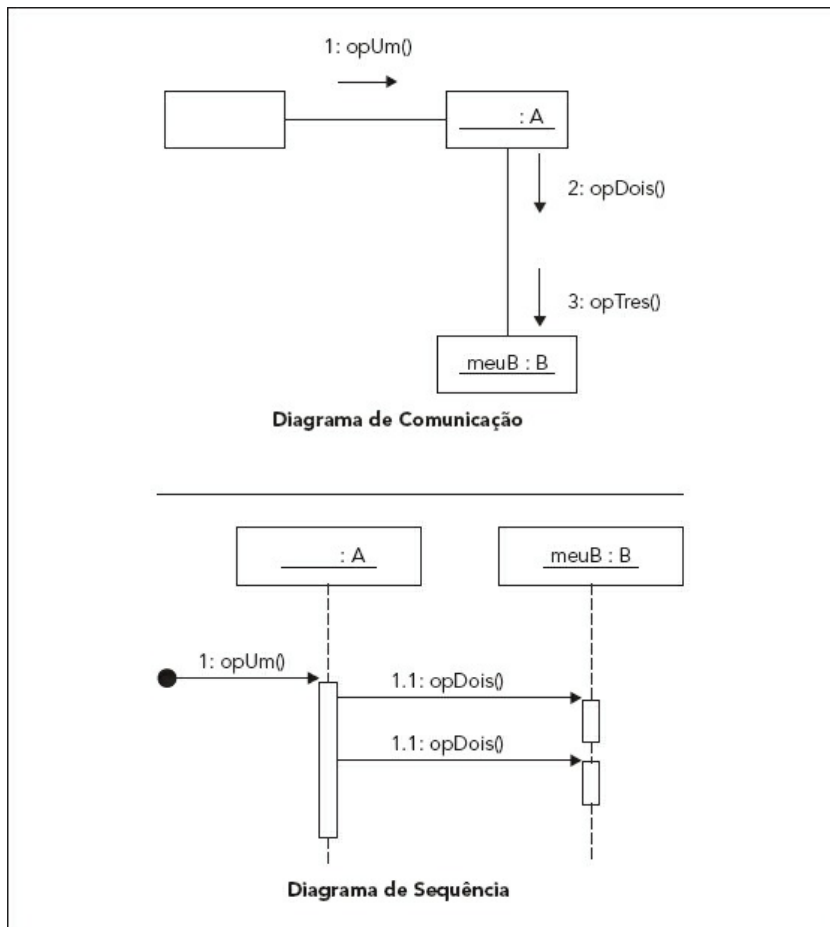 1: opUm()
: A
2: opDois()
3: opTres()
meuB : B
Diagrama de Comunicação
: A
meuB : B
1: opUm()
1.1: opDois()
1.1: opDois()
Diagrama de Sequência